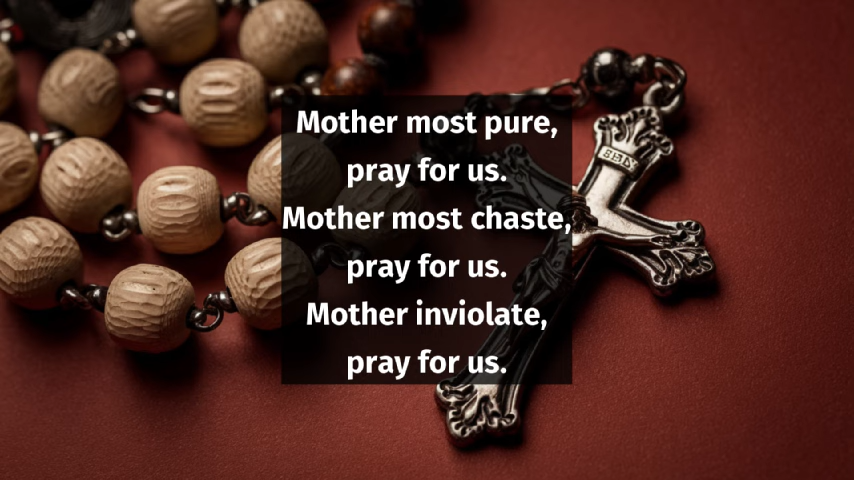 Mother most pure,
pray for us.
Mother most chaste,
pray for us.
Mother inviolate,
pray for us.